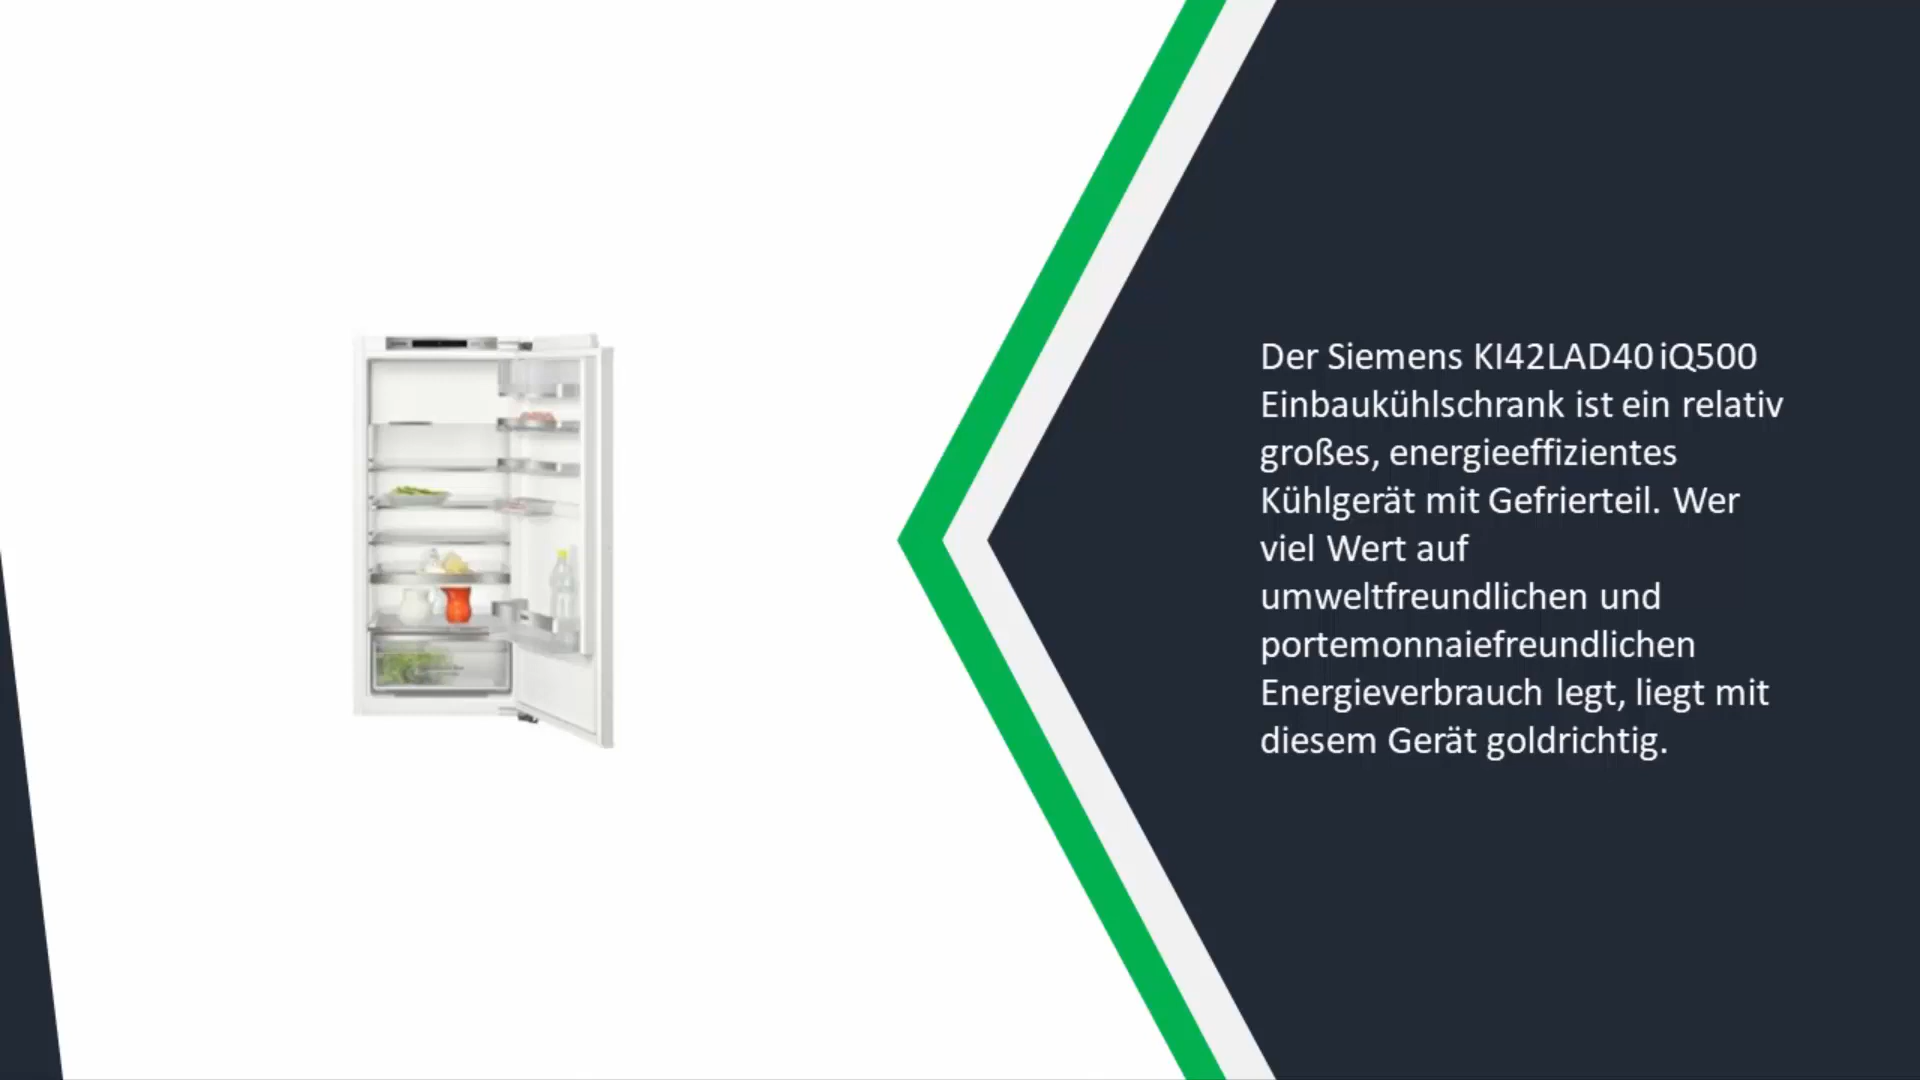 Der Siemens KI42LAD40 iQ500
Einbaukühlschrank ist ein relativ
großes, energieeffizientes
Kühlgerät mit Gefrierteil. Wer
viel Wert auf
umweltfreundlichen und
portemonnaiefreundlichen
Energieverbrauch legt, liegt mit
diesem Gerät goldrichtig.